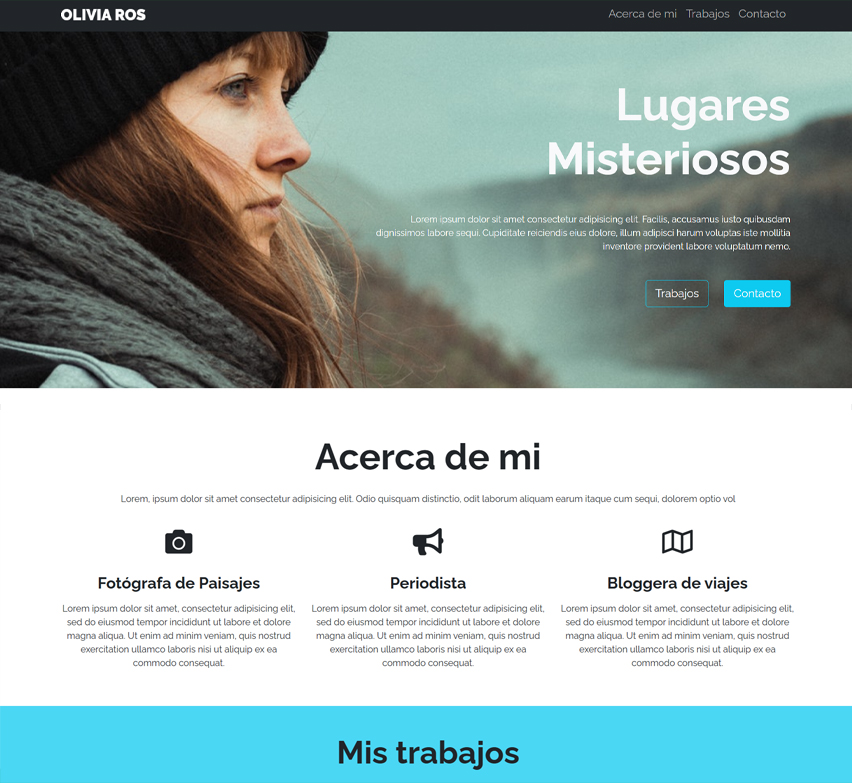 OLIVIA ROS
Acerca de mi
Trabajos
Contacto
Lugares
Misteriosos
Lorem ipsum dolor sit amet consectetur adipisicing elit. Facilis, accusamus iusto quibusdam
dignissimos labore sequi. Cupiditate reiciendis eius dolore, illum adipisci harum voluptas iste mollitia
inventore provident labore voluptatum nemo.
Trabajos
Contacto
Acerca de mi
Lorem, ipsum dolor sit amet consectetur adipisicing elit. Odio quisquam distinctio, odit laborum aliquam earum itaque cum sequi, dolorem optio vol
Fotógrafa de Paisajes
Lorem ipsum dolor sit amet, consectetur adipisicing elit,
sed do eiusmod tempor incididunt ut labore et dolore
magna aliqua. Ut enim ad minim veniam, quis nostrud
exercitation ullamco laboris nisi ut aliquip ex ea
commodo consequat.
Periodista
Lorem ipsum dolor sit amet, consectetur adipisicing elit,
sed do eiusmod tempor incididunt ut labore et dolore
magna aliqua. Ut enim ad minim veniam, quis nostrud
exercitation ullamco laboris nisi ut aliquip ex ea
commodo consequat.
Bloggera de viajes
Lorem ipsum dolor sit amet, consectetur adipisicing elit,
sed do eiusmod tempor incididunt ut labore et dolore
magna aliqua. Ut enim ad minim veniam, quis nostrud
exercitation ullamco laboris nisi ut aliquip ex ea
commodo consequat.
Mis trabajos